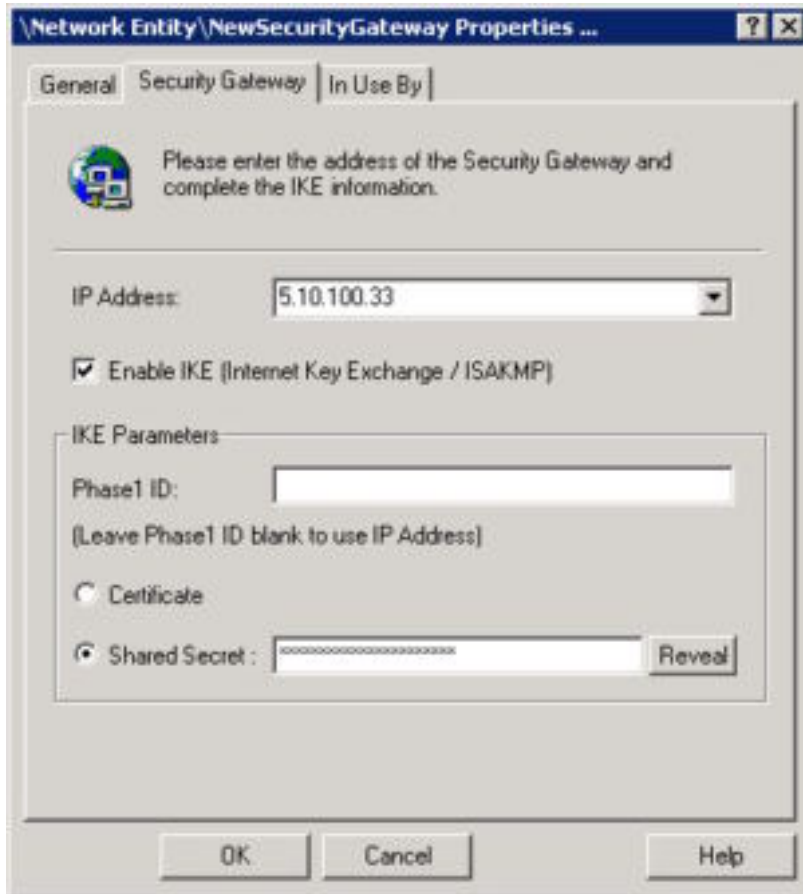 \Network Entity\NewSecurityGateway Properties ...
General
Security Gateway
In Use By
Please enter the address of the Security Gateway and
complete the IKE information.
IP Address:
5.10.100.33
Enable IKE (Internet Key Exchange / ISAKMP)
IKE Parameters
Phase1 ID:
(Leave Phase1 ID blank to use IP Address)
Certificate
Shared Secret :
Reveal
OK
Cancel
Help